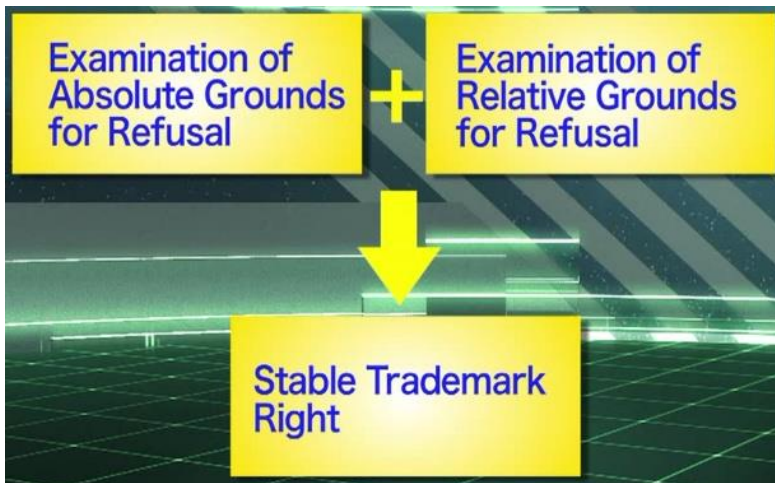 Examination of
Absolute Grounds
for Refusal
+
Examination of
Relative Grounds
for Refusal
Stable Trademark
Right